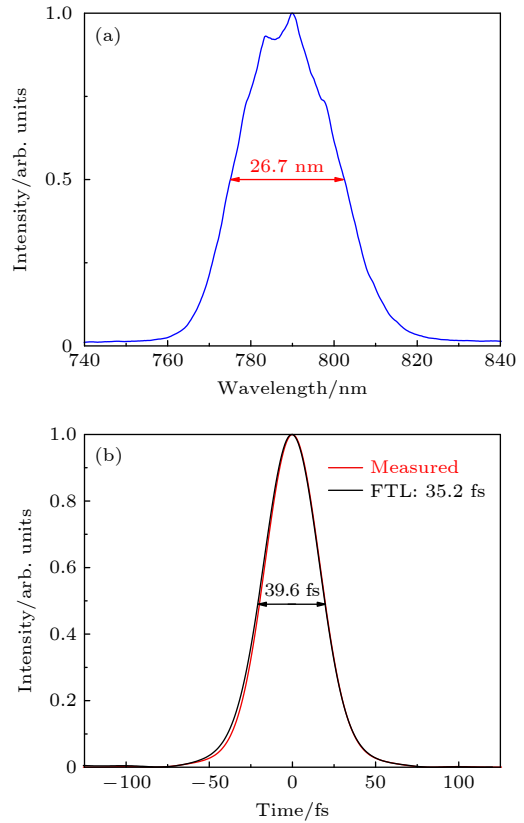 (a)
1.0
0.5
0
Intensity/arb. units
26.7 nm
740 760 780 800 820 840
Wavelength/nm
(b)
1.0
0.8
0.6
0.4
0.2
0
Intensity/arb. units
Measured
FTL: 35.2 fs
39.6 fs
−100 −50 0 50 100
Time/fs